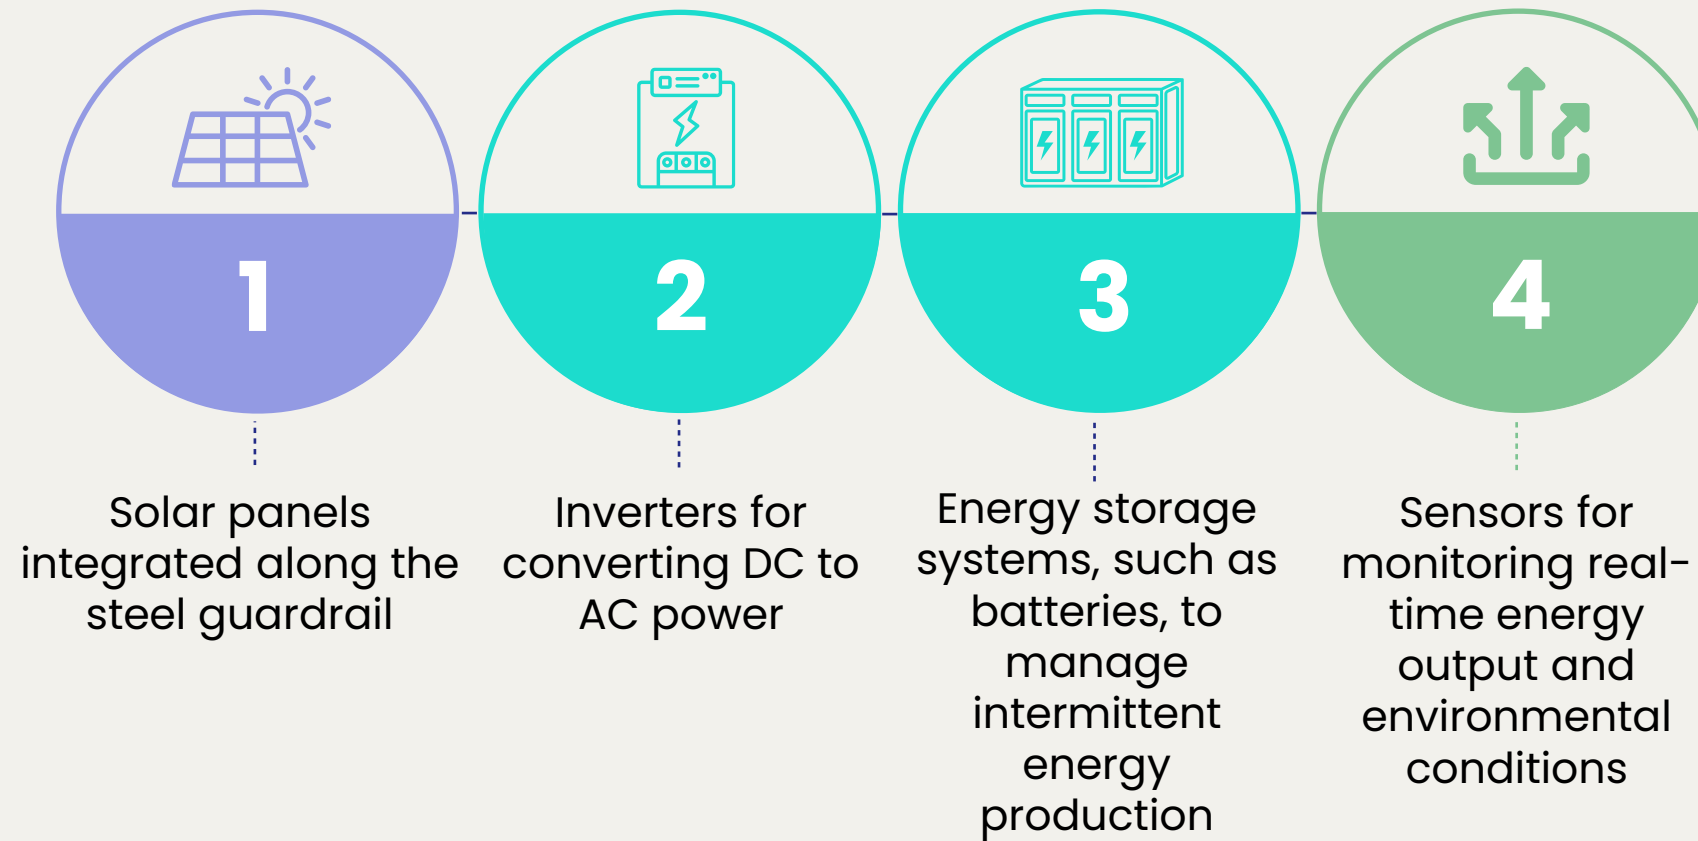 1
Solar panels
integrated along the
steel guardrail
2
Inverters for
converting DC to
AC power
3
Energy storage
systems, such as
batteries, to
manage
intermittent
energy
production
4
Sensors for
monitoring real-
time energy
output and
environmental
conditions